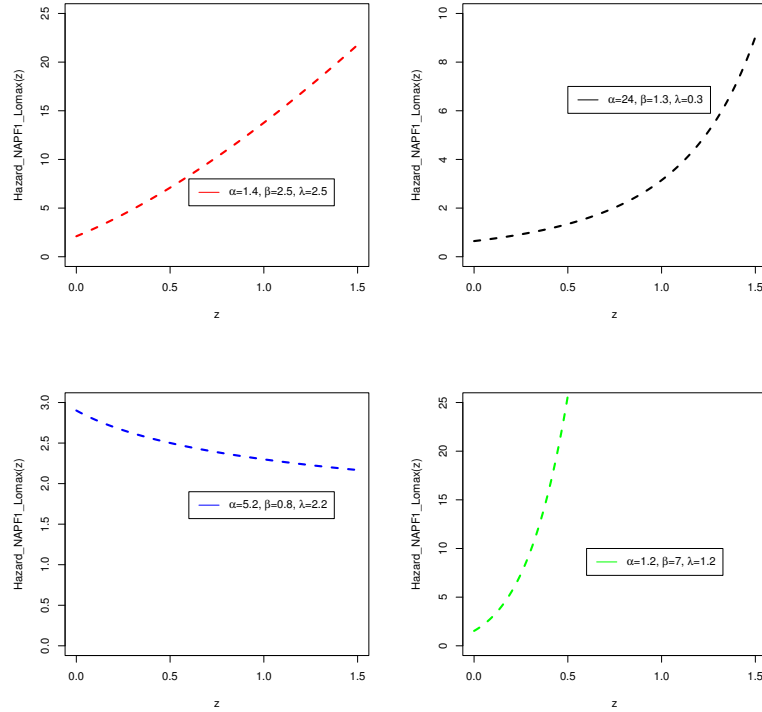 Hazard_NAPF1_Lomax(z)
25
20
15
10
5
0
α=1.4, β=2.5, λ=2.5
0.0 0.5 1.0 1.5
z
Hazard_NAPF1_Lomax(z)
10
8
6
4
2
0
α=24, β=1.3, λ=0.3
0.0 0.5 1.0 1.5
z
Hazard_NAPF1_Lomax(z)
3.0
2.5
2.0
1.5
1.0
0.5
0.0
α=5.2, β=0.8, λ=2.2
0.0 0.5 1.0 1.5
z
Hazard_NAPF1_Lomax(z)
25
20
15
10
5
0
α=1.2, β=7, λ=1.2
0.0 0.5 1.0 1.5
z